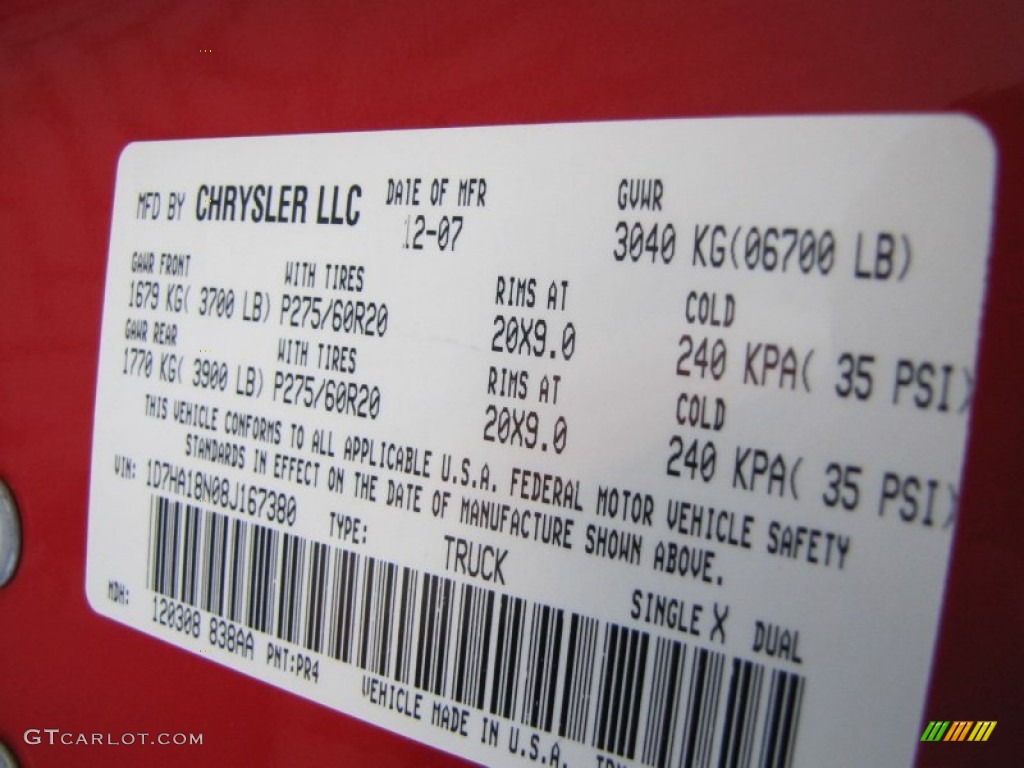 MFD BY CHRYSLER LLC DATE OF MFR GVWR
12-07 3040 KG(06700 LB)
GAWR FRONT WITH TIRES RIMS AT COLD
1679 KG( 3700 LB) P275/60R20 20X9.0 240 KPA( 35 PSI)
GAWR REAR WITH TIRES RIMS AT COLD
1770 KG( 3900 LB) P275/60R20 20X9.0 240 KPA( 35 PSI)
THIS VEHICLE CONFORMS TO ALL APPLICABLE U.S.A. FEDERAL MOTOR VEHICLE SAFETY
STANDARDS IN EFFECT ON THE DATE OF MANUFACTURE SHOWN ABOVE.
VIN: 1D7HA18N08J167380 TYPE: TRUCK
SINGLE X DUAL
MDH: 120308 838AA PNT:PR4
VEHICLE MADE IN U.S.A.
GTCARLOT.COM